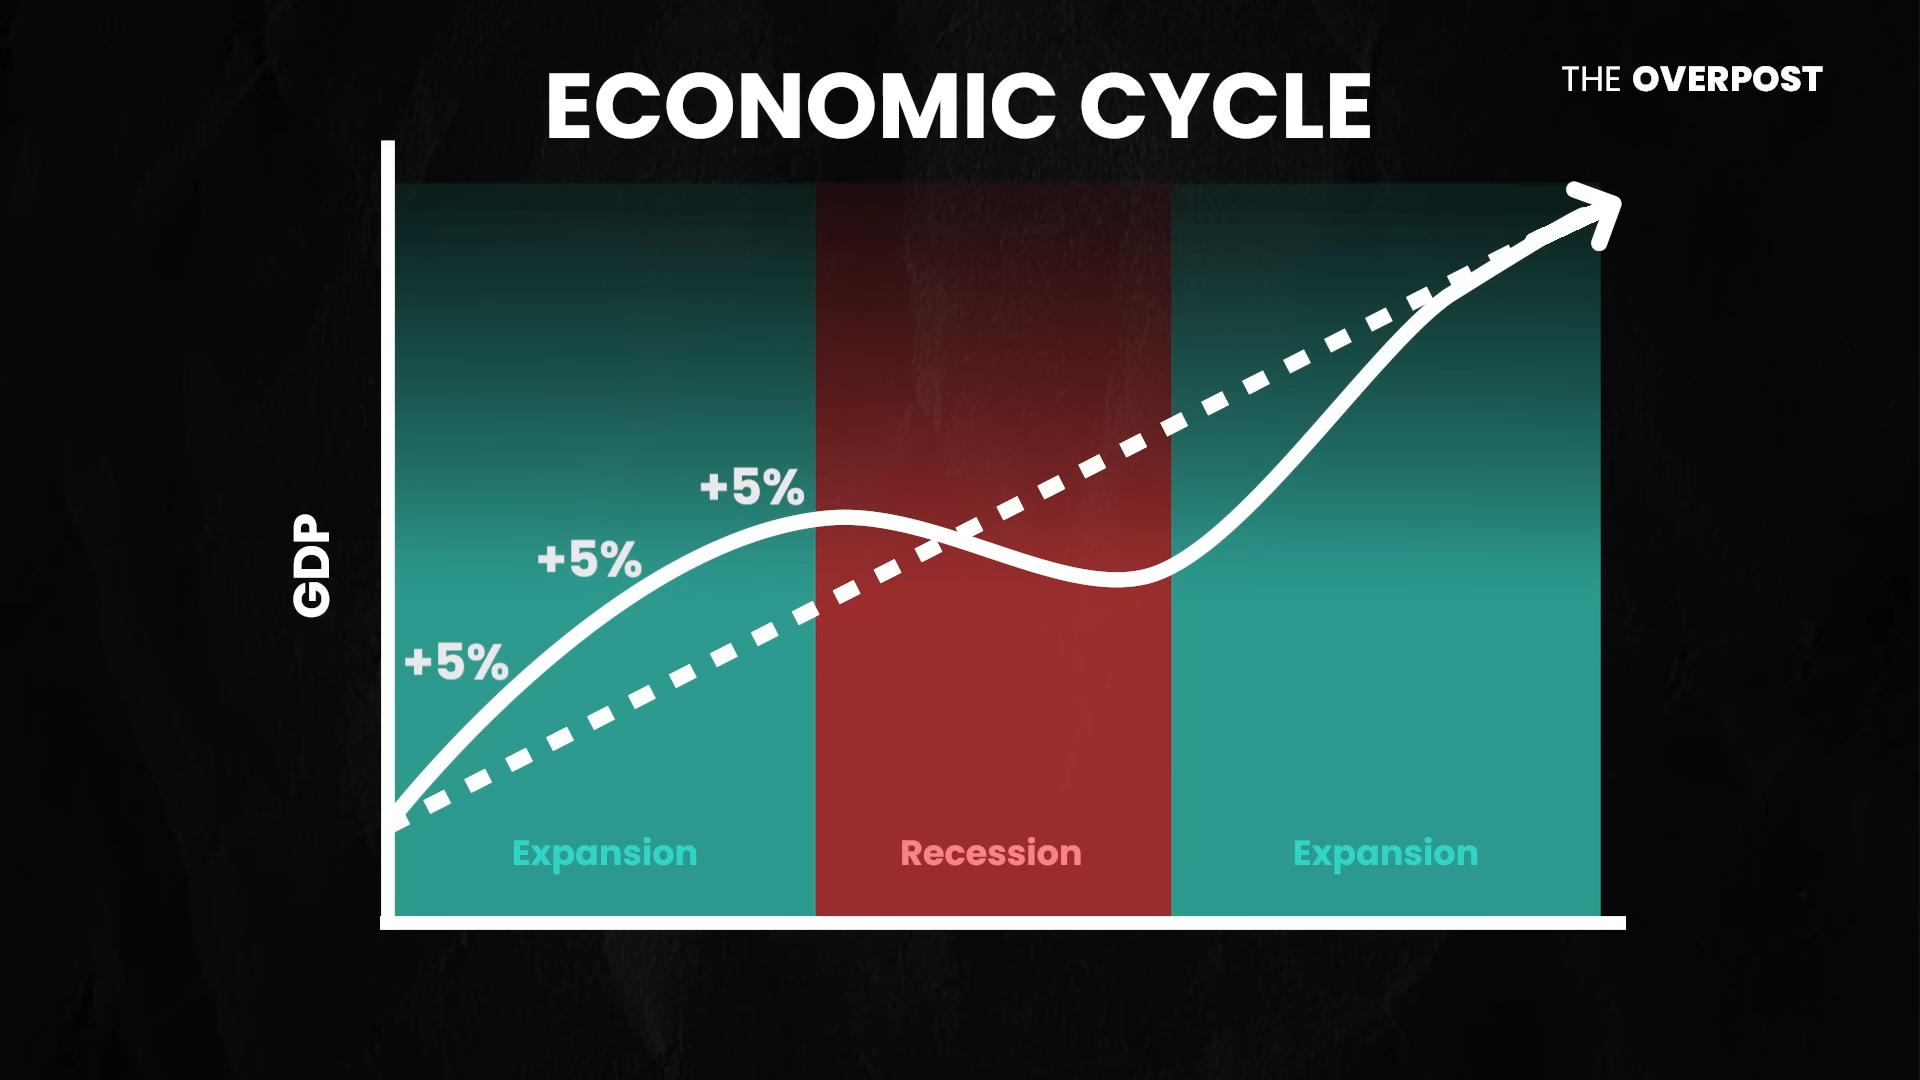 ECONOMIC CYCLE
THE OVERPOST
+5%
+5%
+5%
GDP
Expansion
Recession
Expansion